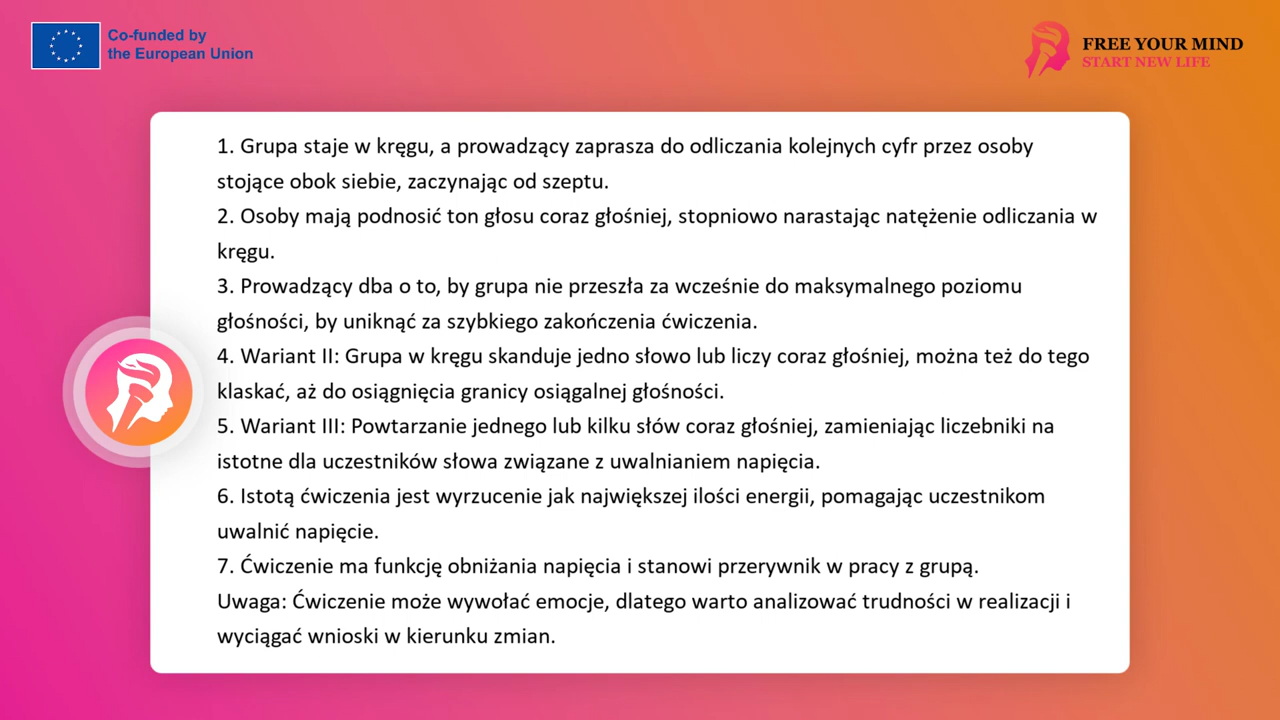 Co-funded by
the European Union
FREE YOUR MIND
START NEW LIFE
1. Grupa staje w kręgu, a prowadzący zaprasza do odliczania kolejnych cyfr przez osoby
stojące obok siebie, zaczynając od szeptu.
2. Osoby mają podnosić ton głosu coraz głośniej, stopniowo narastając natężenie odliczania w
kręgu.
3. Prowadzący dba o to, by grupa nie przeszła za wcześnie do maksymalnego poziomu
głośności, by uniknąć za szybkiego zakończenia ćwiczenia.
4. Wariant II: Grupa w kręgu skanduje jedno słowo lub liczy coraz głośniej, można też do tego
klaskać, aż do osiągnięcia granicy osiągalnej głośności.
5. Wariant III: Powtarzanie jednego lub kilku słów coraz głośniej, zamieniając liczebniki na
istotne dla uczestników słowa związane z uwalnianiem napięcia.
6. Istotą ćwiczenia jest wyrzucenie jak największej ilości energii, pomagając uczestnikom
uwalnić napięcie.
7. Ćwiczenie ma funkcję obniżania napięcia i stanowi przerywnik w pracy z grupą.
Uwaga: Ćwiczenie może wywołać emocje, dlatego warto analizować trudności w realizacji i
wyciągać wnioski w kierunku zmian.